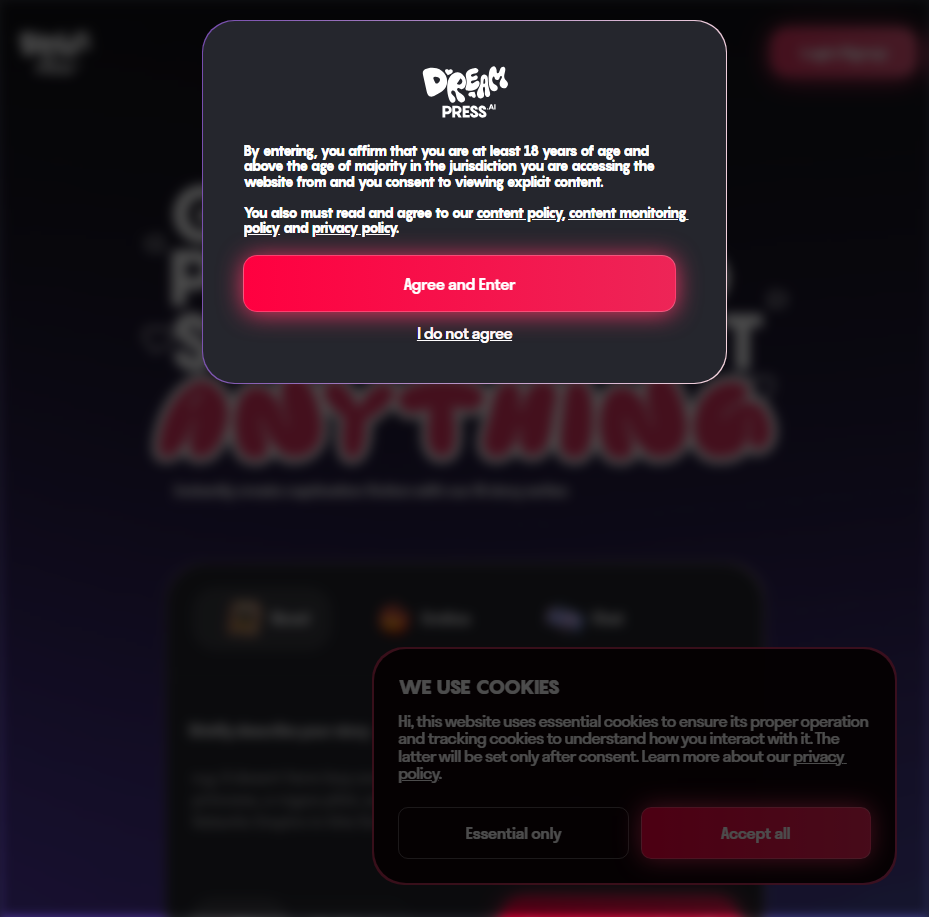 DREAM
PRESS.AI
By entering, you affirm that you are at least 18 years of age and
above the age of majority in the jurisdiction you are accessing the
website from and you consent to viewing explicit content.
You also must read and agree to our content policy, content monitoring
policy and privacy policy.
Agree and Enter
I do not agree
ANYTHING
WE USE COOKIES
Hi, this website uses essential cookies to ensure its proper operation
and tracking cookies to understand how you interact with it. The
latter will be set only after consent. Learn more about our privacy
policy.
Essential only
Accept all